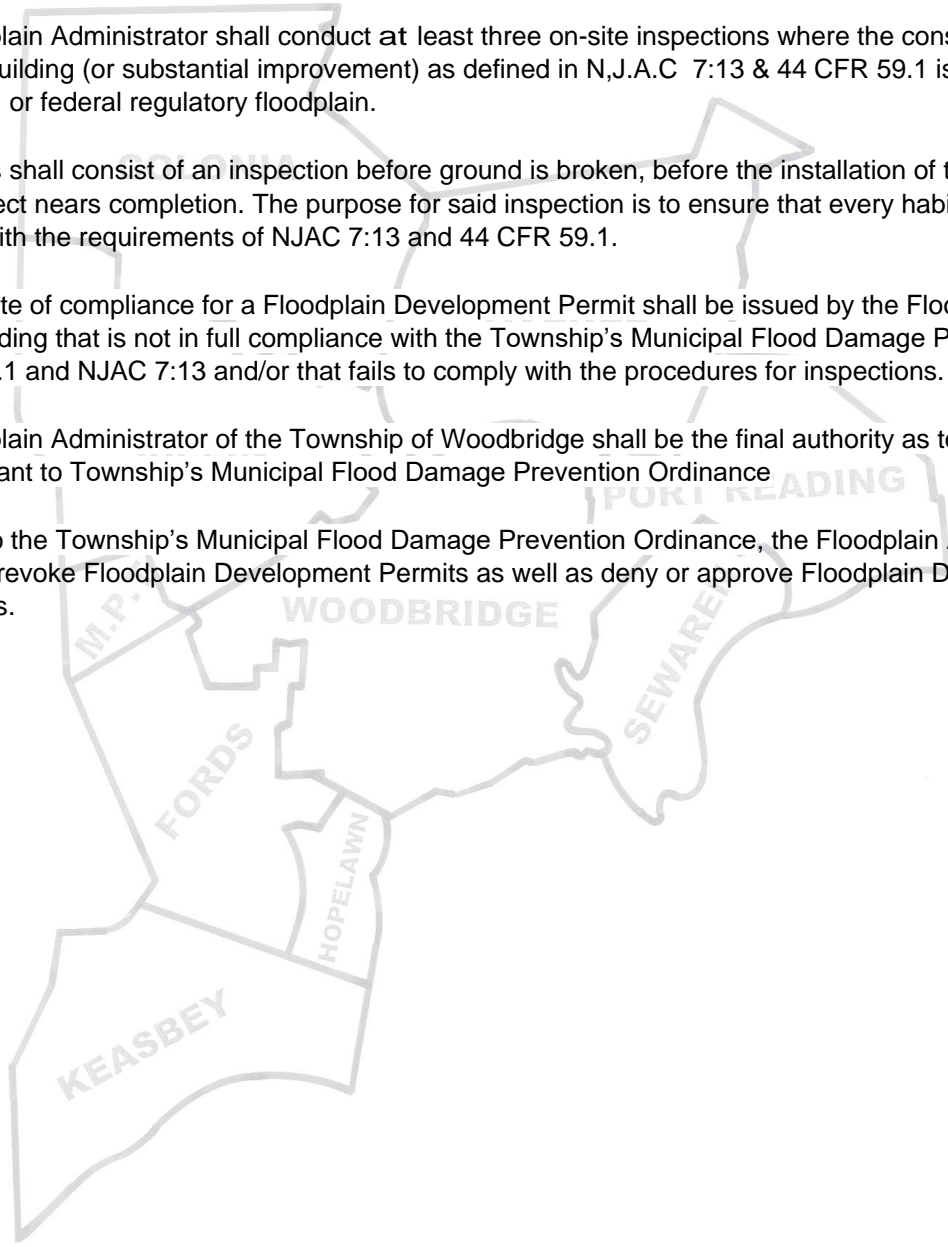 lain Administrator shall conduct at least three on-site inspections where the cons
uilding (or substantial improvement) as defined in N,J.A.C 7:13 & 44 CFR 59.1 is
or federal regulatory floodplain.
s shall consist of an inspection before ground is broken, before the installation of t
ect nears completion. The purpose for said inspection is to ensure that every habi
ith the requirements of NJAC 7:13 and 44 CFR 59.1.
te of compliance for a Floodplain Development Permit shall be issued by the Floo
ding that is not in full compliance with the Township’s Municipal Flood Damage P
.1 and NJAC 7:13 and/or that fails to comply with the procedures for inspections.
lain Administrator of the Township of Woodbridge shall be the final authority as to
ant to Township’s Municipal Flood Damage Prevention Ordinance
PORT READING
o the Township’s Municipal Flood Damage Prevention Ordinance, the Floodplain
revoke Floodplain Development Permits as well as deny or approve Floodplain D
s.
M.P.
WOODBRIDGE
SEWAREN
FORDS
HOPELAWN
KEASBEY